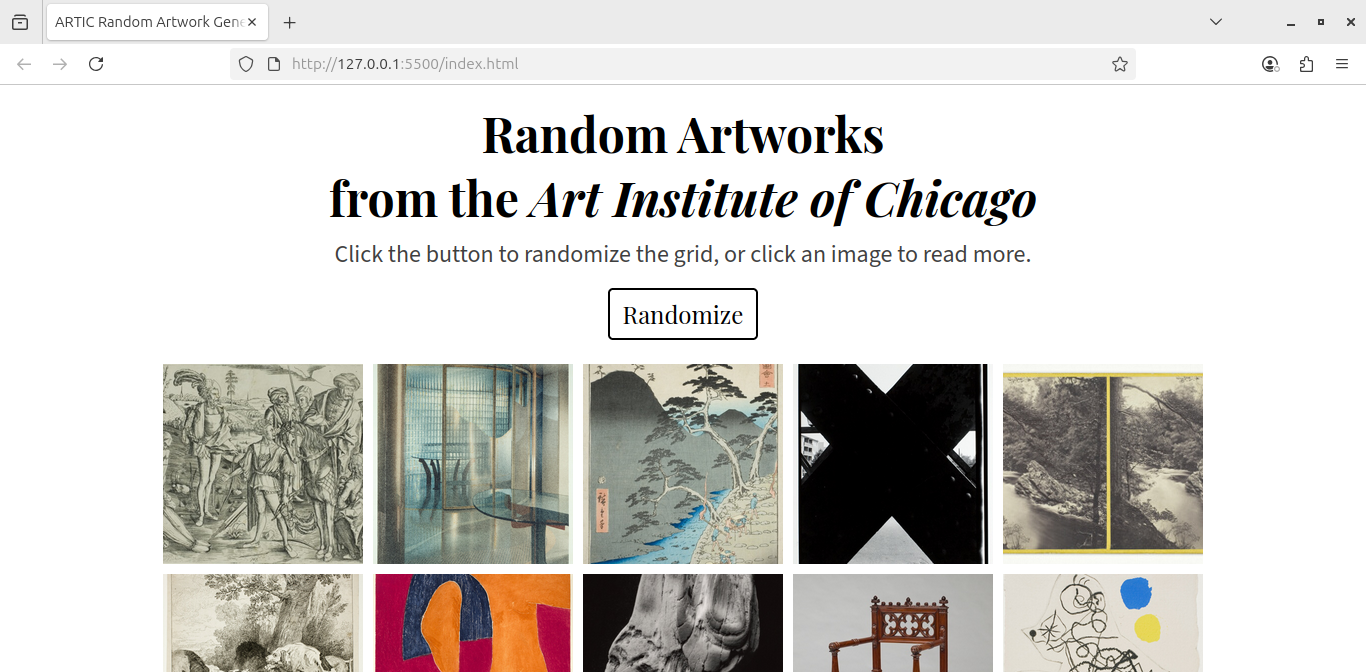 ARTIC Random Artwork Gene
http://127.0.0.1:5500/index.html
Random Artworks
from the Art Institute of Chicago
Click the button to randomize the grid, or click an image to read more.
Randomize